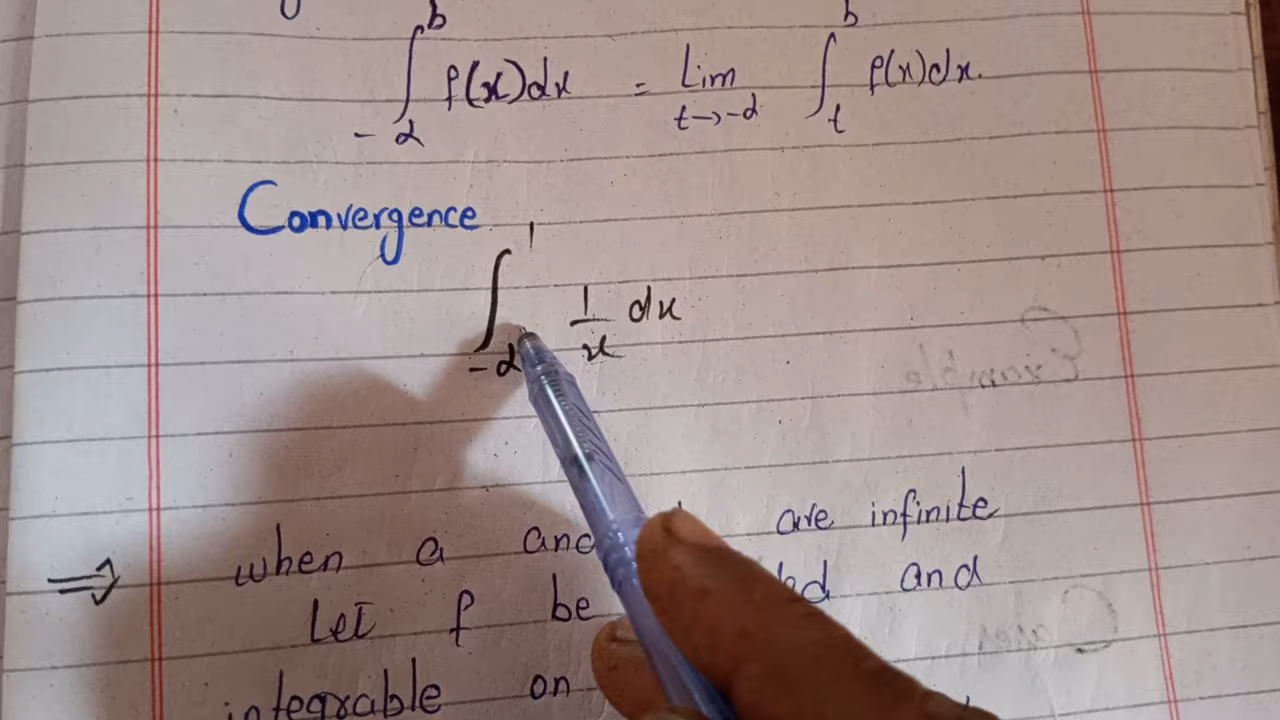 ∫_{-α}^{b} f(x)dx = Lim_{t→-α} ∫_{t}^{b} f(x)dx.
Convergence
∫_{-α}^{1} 1/x dx
when a and are infinite
Let f be and
integrable on